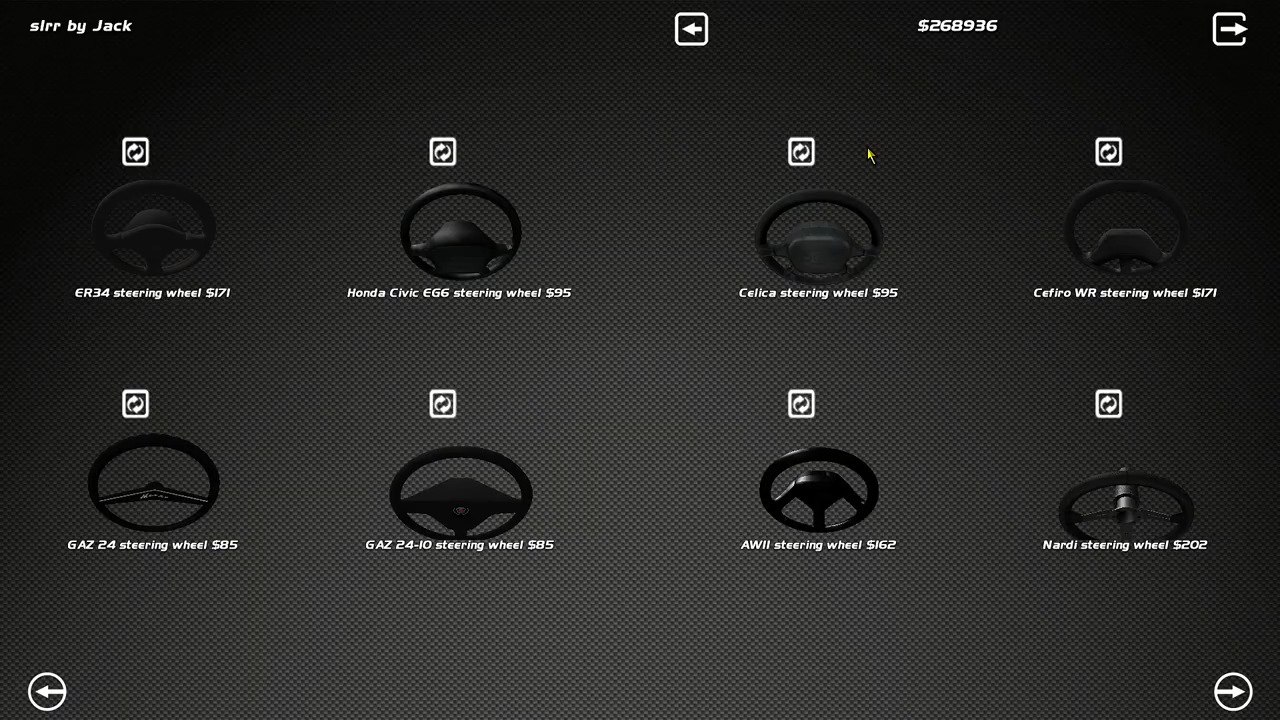 slrr by Jack
$268936
ER34 steering wheel $171
Honda Civic EG6 steering wheel $95
Celica steering wheel $95
Cefiro WR steering wheel $171
GAZ 24 steering wheel $85
GAZ 24-10 steering wheel $85
AW11 steering wheel $162
Nardi steering wheel $202